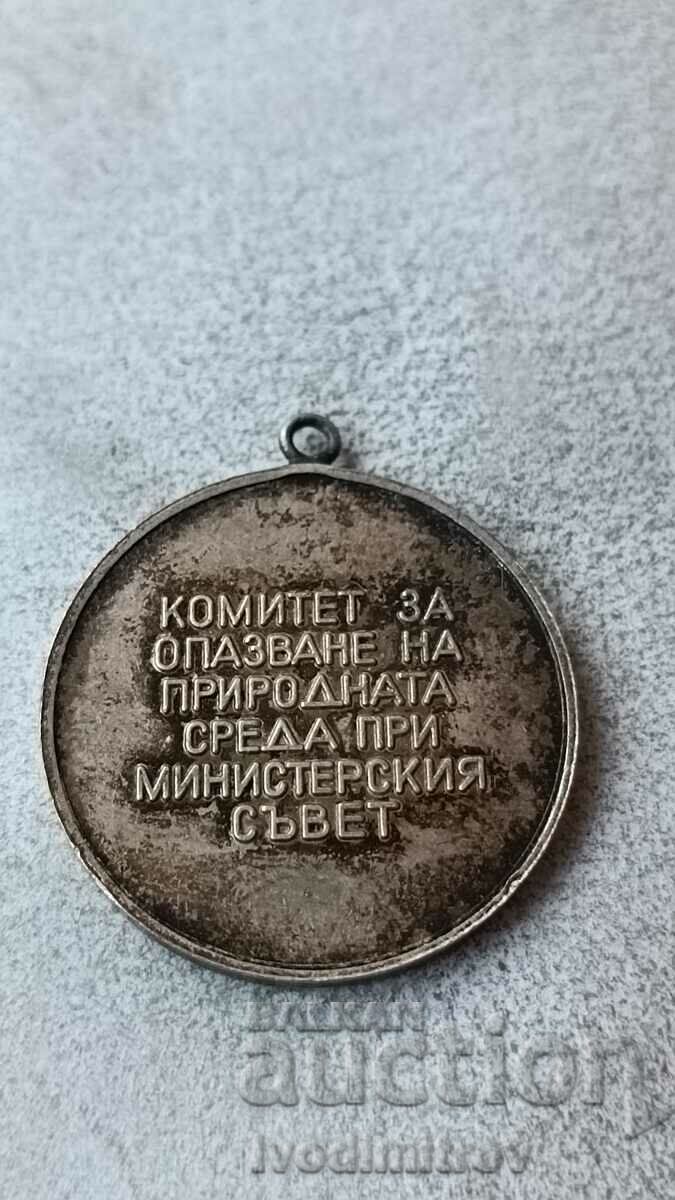 КОМИТЕТ ЗА
ОПАЗВАНЕ НА
ПРИРОДНАТА
СРЕДА ПРИ
МИНИСТЕРСКИЯ
СЪВЕТ
BALKAN
auction
ivodimitrov